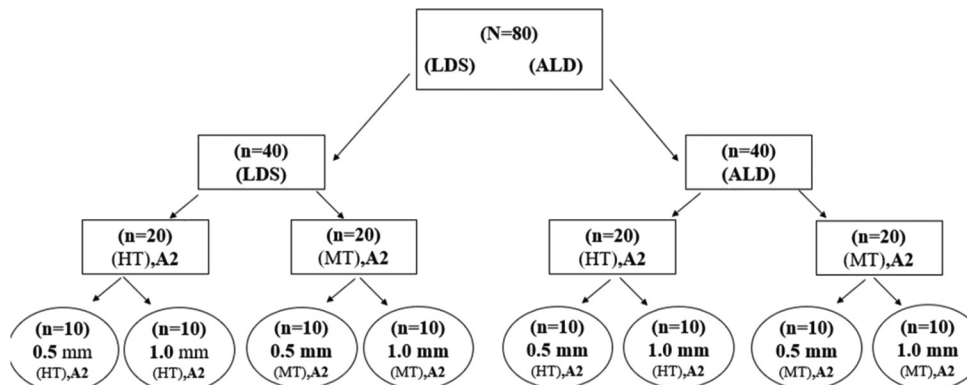 (N=80)
(LDS) (ALD)
(n=40)
(LDS)
(n=40)
(ALD)
(n=20)
(HT),A2
(n=20)
(MT),A2
(n=20)
(HT),A2
(n=20)
(MT),A2
(n=10)
0.5 mm
(HT),A2
(n=10)
1.0 mm
(HT),A2
(n=10)
0.5 mm
(MT),A2
(n=10)
1.0 mm
(MT),A2
(n=10)
0.5 mm
(HT),A2
(n=10)
1.0 mm
(HT),A2
(n=10)
0.5 mm
(MT),A2
(n=10)
1.0 mm
(MT),A2